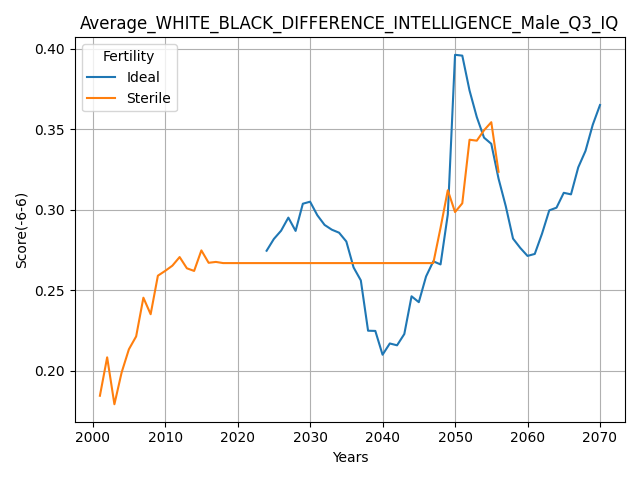 Average_WHITE_BLACK_DIFFERENCE_INTELLIGENCE_Male_Q3_IQ
Fertility
Ideal
Sterile
Score(-6-6)
0.40
0.35
0.30
0.25
0.20
2000 2010 2020 2030 2040 2050 2060 2070
Years